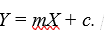 Y = mX + c.